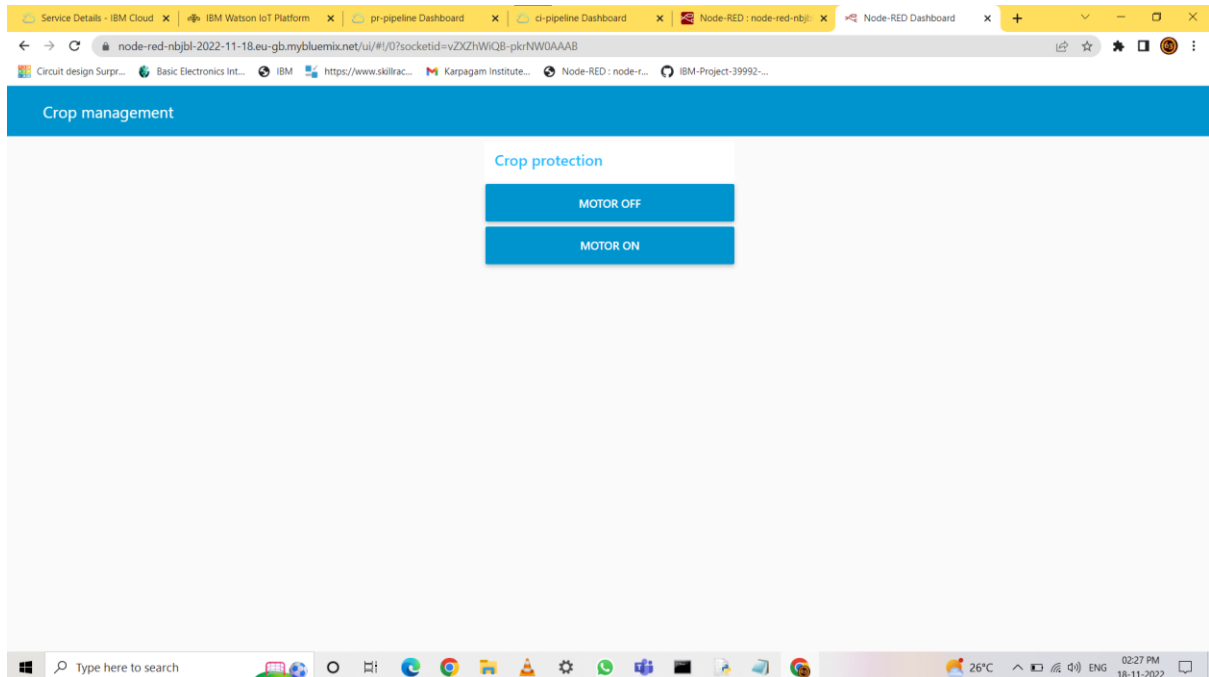 Service Details - IBM Cloud
IBM Watson IoT Platform
pr-pipeline Dashboard
ci-pipeline Dashboard
Node-RED : node-red-nbjb
Node-RED Dashboard
node-red-nbjbl-2022-11-18.eu-gb.mybluemix.net/ui/#!/0?socketid=vZXZhWiQB-pkrNW0AAAB
Circuit design Surpr...
Basic Electronics Int...
IBM
https://www.skillrac...
Karpagam Institute...
Node-RED : node-r...
IBM-Project-39992-...
Crop management
Crop protection
MOTOR OFF
MOTOR ON
Type here to search
26°C
ENG
02:27 PM
18-11-2022